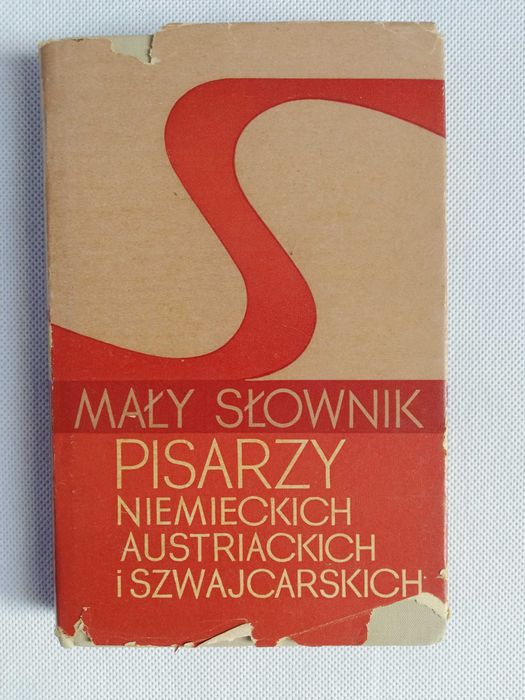 MAŁY SŁOWNIK
PISARZY
NIEMIECKICH
AUSTRIACKICH
i SZWAJCARSKICH